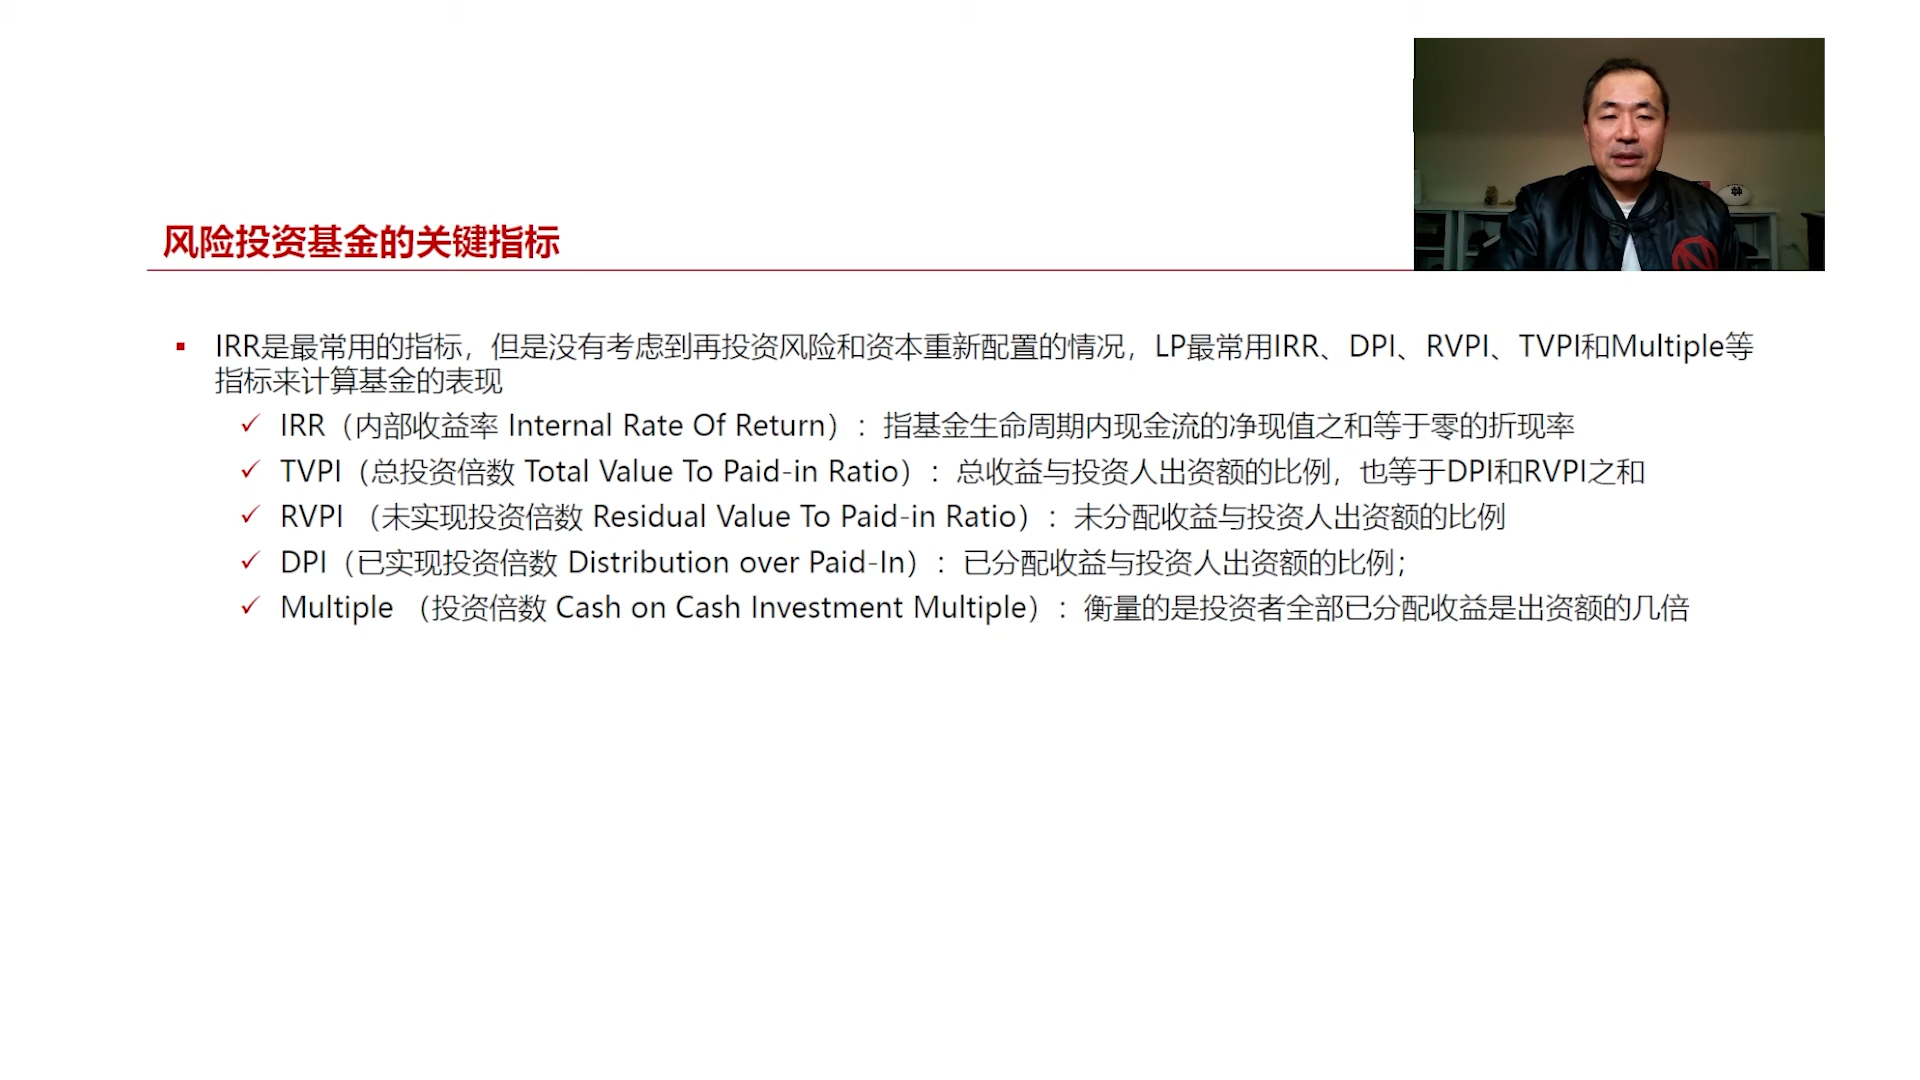 风险投资基金的关键指标
IRR是最常用的指标，但是没有考虑到再投资风险和资本重新配置的情况，LP最常用IRR、DPI、RVPI、TVPI和Multiple等
指标来计算基金的表现
IRR（内部收益率 Internal Rate Of Return）：指基金生命周期内现金流的净现值之和等于零的折现率
TVPI（总投资倍数 Total Value To Paid-in Ratio）：总收益与投资人出资额的比例，也等于DPI和RVPI之和
RVPI （未实现投资倍数 Residual Value To Paid-in Ratio）：未分配收益与投资人出资额的比例
DPI（已实现投资倍数 Distribution over Paid-In）：已分配收益与投资人出资额的比例；
Multiple （投资倍数 Cash on Cash Investment Multiple）：衡量的是投资者全部已分配收益是出资额的几倍